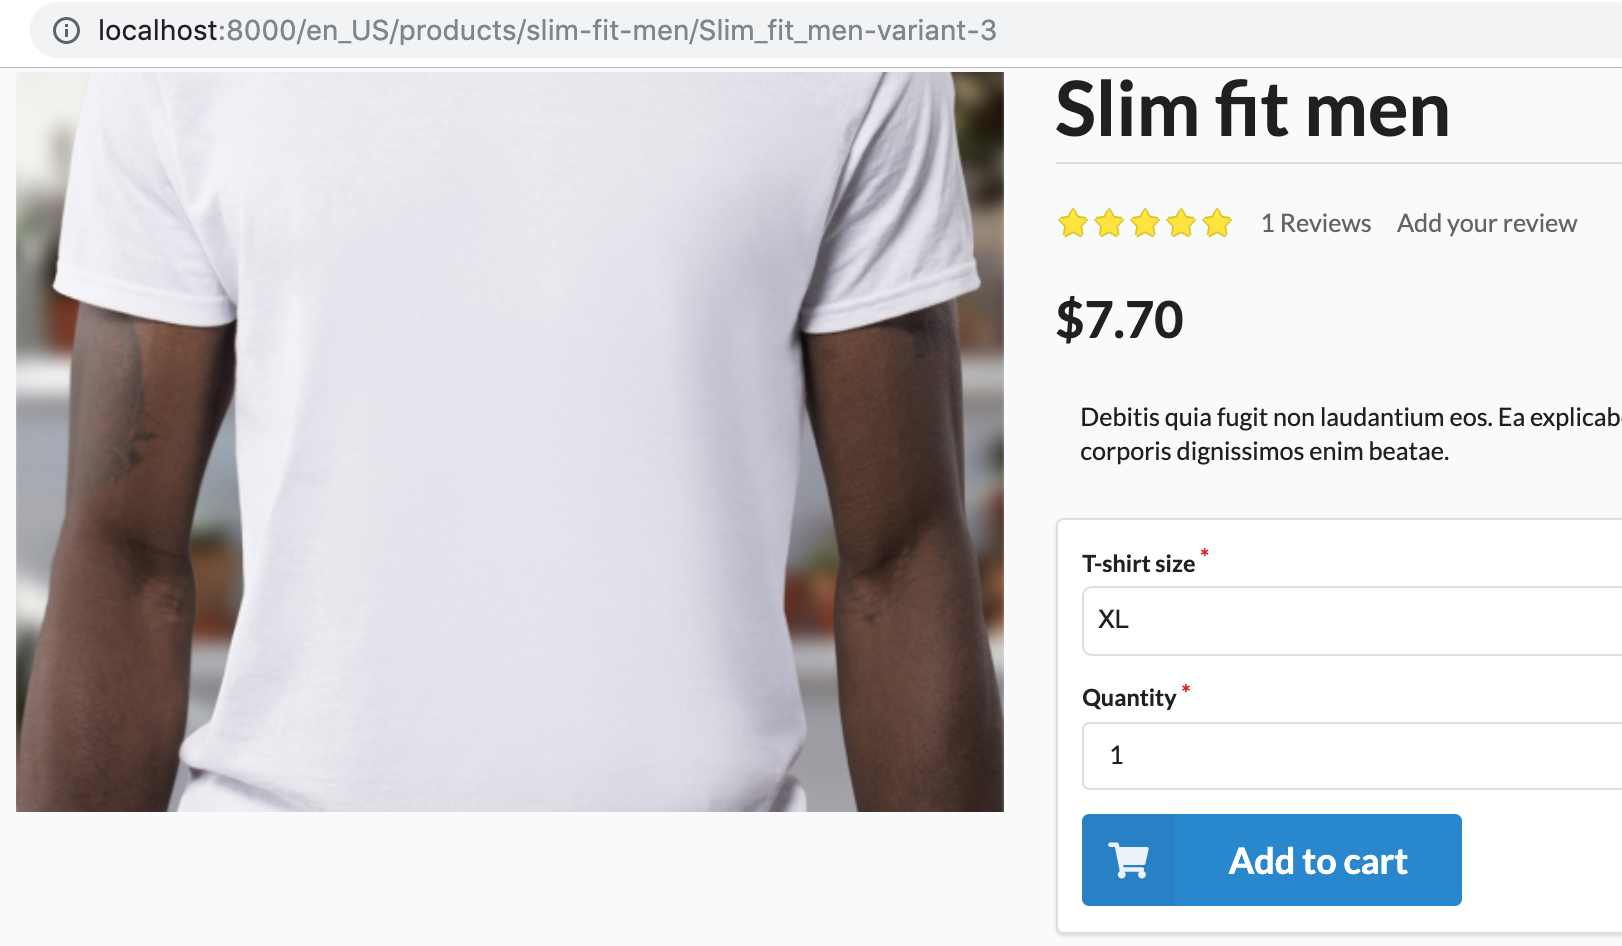 localhost:8000/en_US/products/slim-fit-men/Slim_fit_men-variant-3
Slim fit men
1 Reviews Add your review
$7.70
Debitis quia fugit non laudantium eos. Ea
corporis dignissimos enim beatae.
T-shirt size *
XL
Quantity *
1
Add to cart